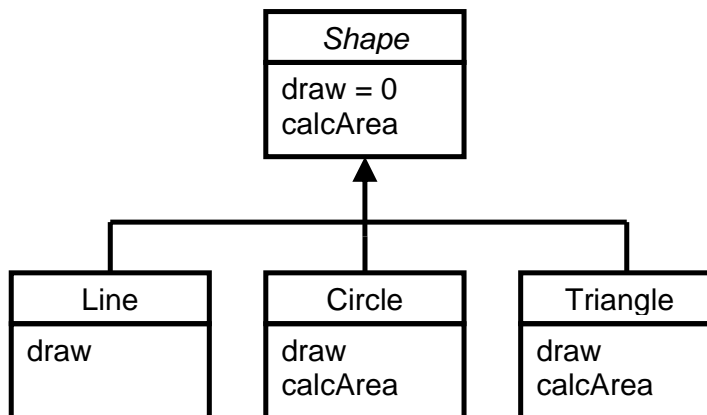 Shape
draw = 0
calcArea
Line
draw
Circle
draw
calcArea
Triangle
draw
calcArea